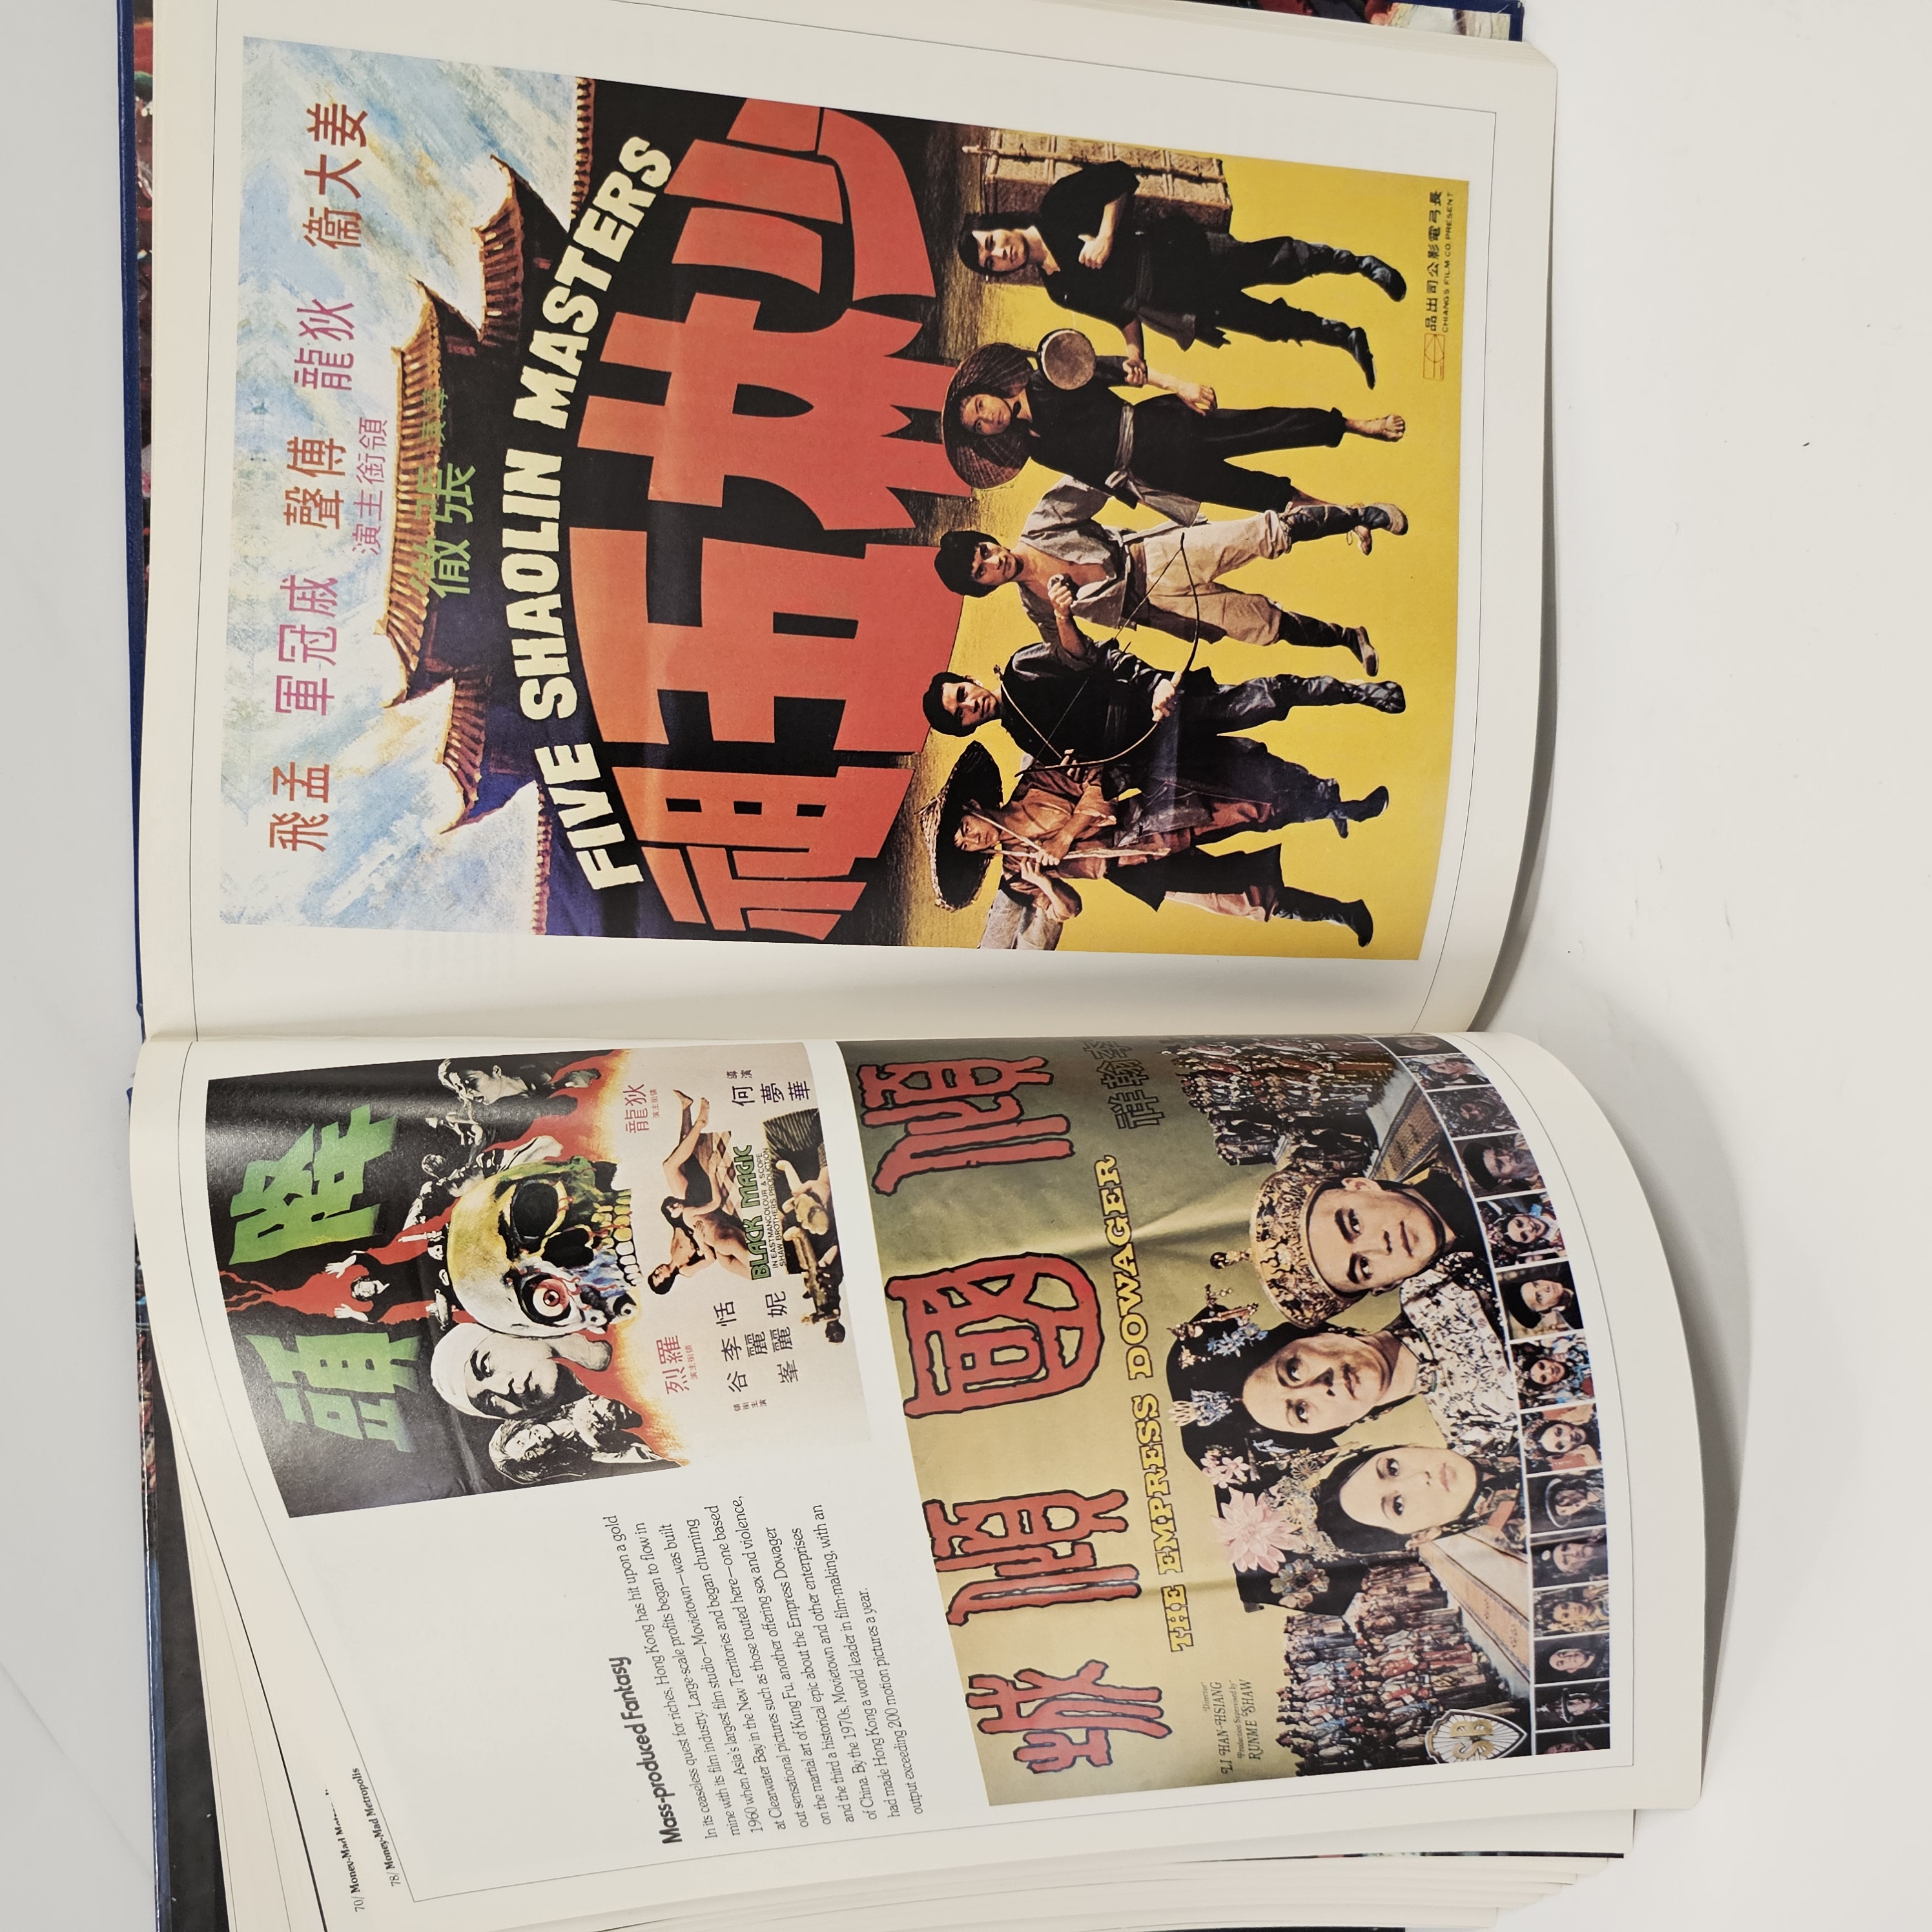 70/ Money-Mad
78/ Money-Mad Metropolis
Mass-produced Fantasy
In its ceaseless quest for riches, Hong Kong has hit upon a gold
mine with its film industry. Large-scale profits began to flow in
1960 when Asia's largest film studio—Movietown—was built
at Clearwater Bay in the New Territories and began churning
out sensational pictures such as those touted here—one based
on the martial art of Kung Fu, another offering sex and violence,
and the third a historical epic about the Empress Dowager
of China. By the 1970s, Movietown and other enterprises
had made Hong Kong a world leader in film-making, with an
output exceeding 200 motion pictures a year.
降頭
狄龍
領銜主演
羅烈
領銜主演
恬妮
李麗麗
谷峯
領銜主演
導演
何夢華
BLACK MAGIC
IN EASTMANCOLOUR & SCOPE
SHAW BROTHERS PRODUCTION
傾國傾城
THE EMPRESS DOWAGER
李翰祥
Director
LI HAN-HSIANG
Production Supervised by
RUNME SHAW
SB
姜大衞 狄龍 傅聲 戚冠軍 孟飛
領銜主演
張徹
FIVE SHAOLIN MASTERS
少林五祖
長弓電影公司出品
CHIANGS FILM CO. PRESENT